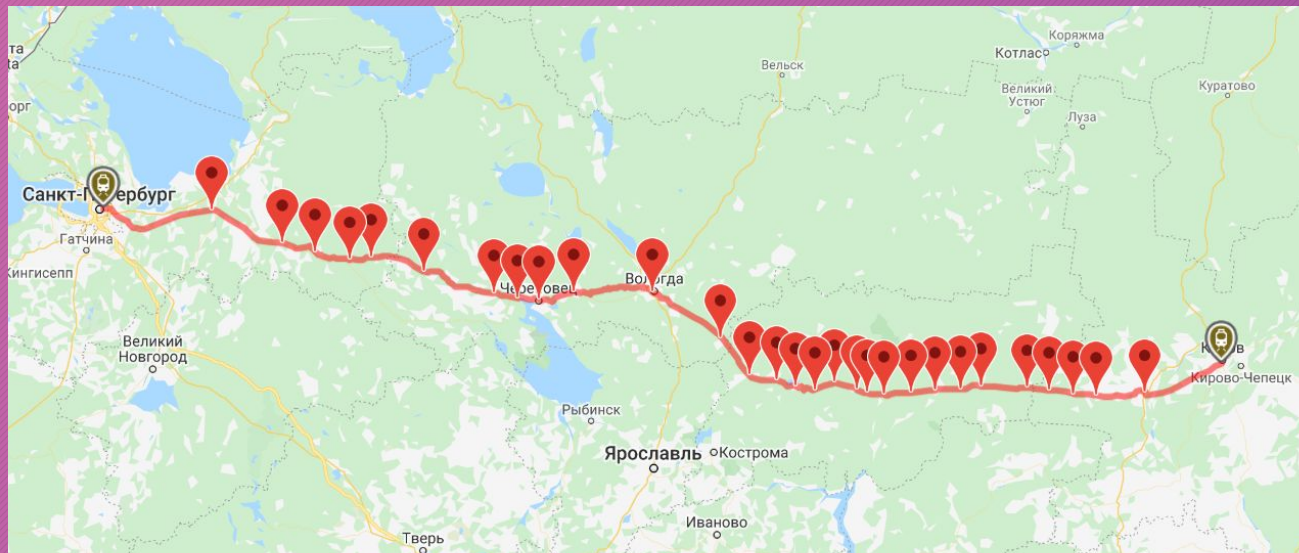 Коряжма
Котлас
Вельск
Великий
Устюг
Куратово
Луза
Санкт-Петербург
Гатчина
Кингисепп
Великий
Новгород
Череповец
Вологда
Рыбинск
Ярославль
Кострома
Иваново
Тверь
Киров
Кирово-Чепецк